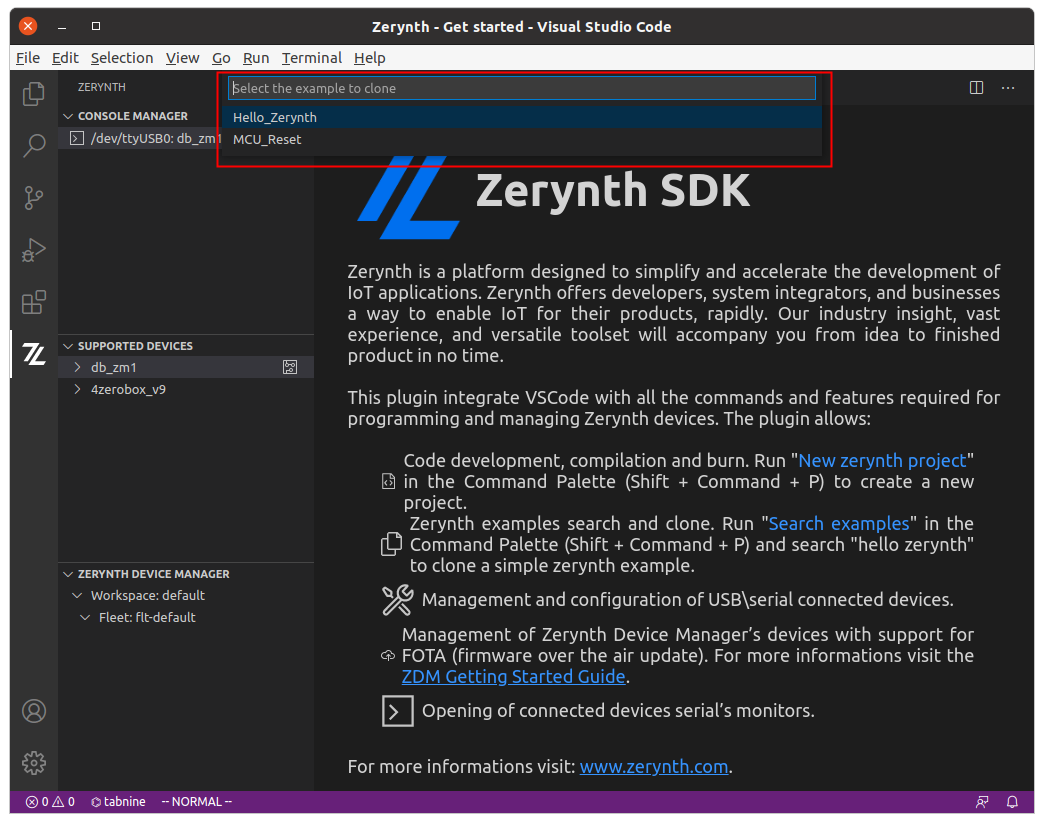 Zerynth - Get started - Visual Studio Code
File Edit Selection View Go Run Terminal Help
ZERYNTH
Select the example to clone
Hello_Zerynth
MCU_Reset
CONSOLE MANAGER
/dev/ttyUSB0: db_zm1
SUPPORTED DEVICES
db_zm1
4zerobox_v9
ZERYNTH DEVICE MANAGER
Workspace: default
Fleet: flt-default
Zerynth SDK
Zerynth is a platform designed to simplify and accelerate the development of
IoT applications. Zerynth offers developers, system integrators, and businesses
a way to enable IoT for their products, rapidly. Our industry insight, vast
experience, and versatile toolset will accompany you from idea to finished
product in no time.
This plugin integrate VSCode with all the commands and features required for
programming and managing Zerynth devices. The plugin allows:
Code development, compilation and burn. Run "New zerynth project"
in the Command Palette (Shift + Command + P) to create a new
project.
Zerynth examples search and clone. Run "Search examples" in the
Command Palette (Shift + Command + P) and search "hello zerynth"
to clone a simple zerynth example.
Management and configuration of USB\serial connected devices.
Management of Zerynth Device Manager’s devices with support for
FOTA (firmware over the air update). For more informations visit the
ZDM Getting Started Guide.
Opening of connected devices serial’s monitors.
For more informations visit: www.zerynth.com.
0 0 tabnine -- NORMAL --